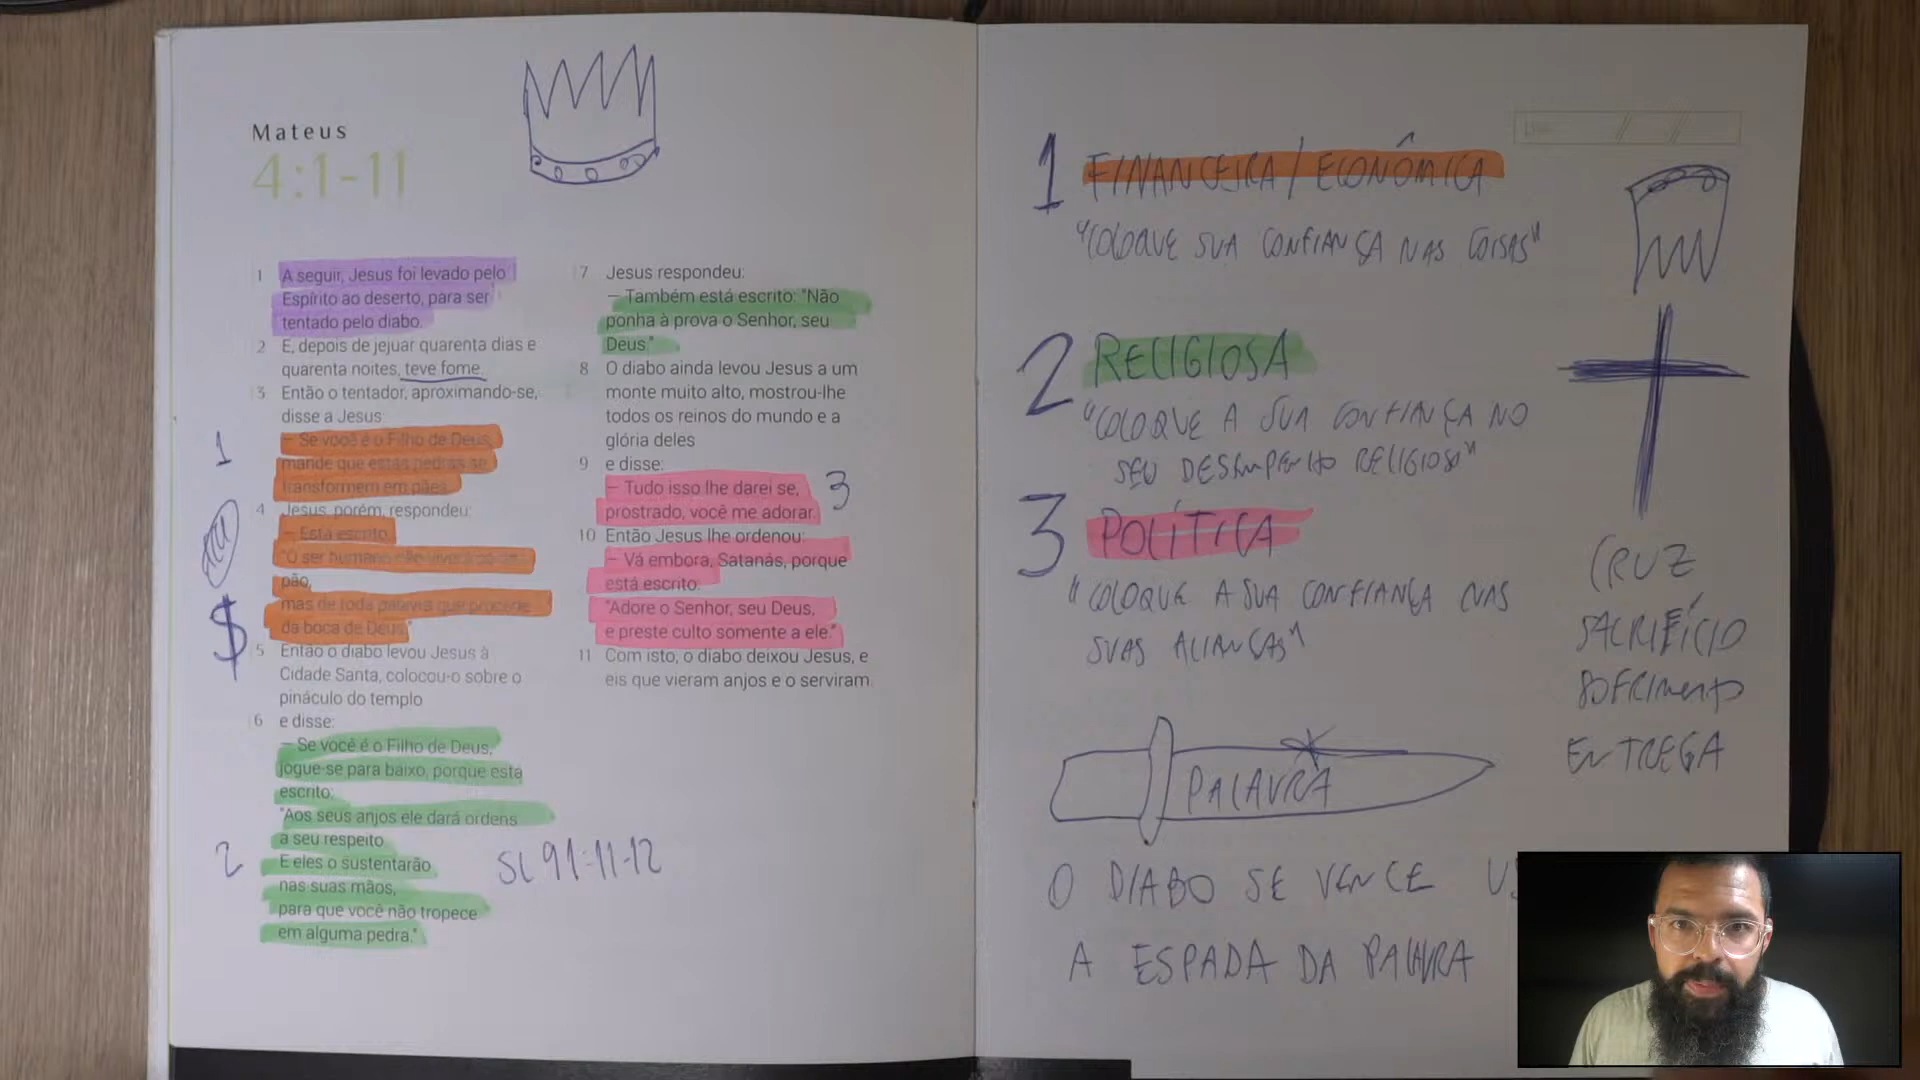 Mateus
4:1-11
1 A seguir, Jesus foi levado pelo
Espírito ao deserto, para ser
tentado pelo diabo.
2 E, depois de jejuar quarenta dias e
quarenta noites, teve fome.
3 Então o tentador, aproximando-se,
disse a Jesus:
1 — Se você é o Filho de Deus,
mande que estas pedras se
transformem em pães.
4 Jesus, porém, respondeu:
— Está escrito:
"O ser humano não viverá só de
pão,
mas de toda palavra que procede
da boca de Deus."
$
5 Então o diabo levou Jesus à
Cidade Santa, colocou-o sobre o
pináculo do templo
6 e disse:
— Se você é o Filho de Deus,
jogue-se para baixo, porque está
escrito:
"Aos seus anjos ele dará ordens
a seu respeito.
2 E eles o sustentarão
nas suas mãos,
para que você não tropece
em alguma pedra."
SL 91:11-12
7 Jesus respondeu:
— Também está escrito: "Não
ponha à prova o Senhor, seu
Deus."
8 O diabo ainda levou Jesus a um
monte muito alto, mostrou-lhe
todos os reinos do mundo e a
glória deles
9 e disse:
— Tudo isso lhe darei se, 3
prostrado, você me adorar.
10 Então Jesus lhe ordenou:
— Vá embora, Satanás, porque
está escrito:
"Adore o Senhor, seu Deus,
e preste culto somente a ele."
11 Com isto, o diabo deixou Jesus, e
eis que vieram anjos e o serviram.
1 FINANCEIRA / ECONÔMICA
"COLOQUE SUA CONFIANÇA NAS COISAS"
2 RELIGIOSA
"COLOQUE A SUA CONFIANÇA NO
SEU DESEMPENHO RELIGIOSO"
3 POLÍTICA
"COLOQUE A SUA CONFIANÇA NAS
SUAS ALIANÇAS"
CRUZ
SACRIFÍCIO
SOFRIMENTO
ENTREGA
PALAVRA
O DIABO SE VENCE
A ESPADA DA PALAVRA